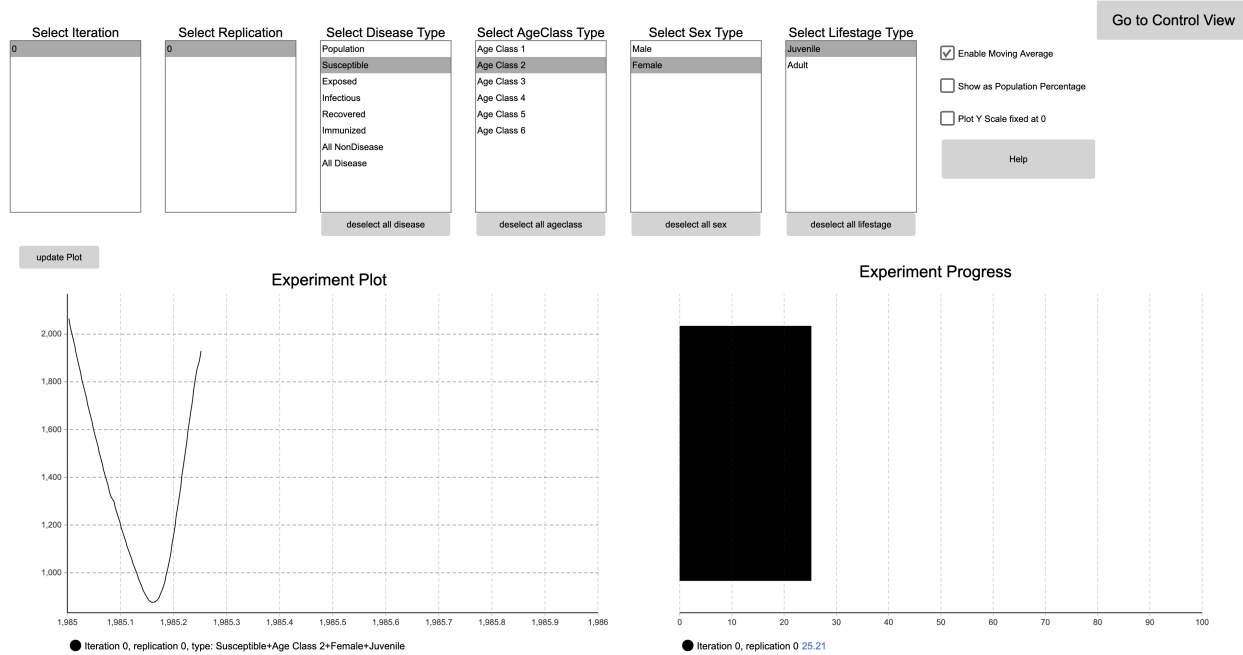 Go to Control View
Select Iteration
0
Select Replication
0
Select Disease Type
Population
Susceptible
Exposed
Infectious
Recovered
Immunized
All NonDisease
All Disease
deselect all disease
Select AgeClass Type
Age Class 1
Age Class 2
Age Class 3
Age Class 4
Age Class 5
Age Class 6
deselect all ageclass
Select Sex Type
Male
Female
deselect all sex
Select Lifestage Type
Juvenile
Adult
deselect all lifestage
Enable Moving Average
Show as Population Percentage
Plot Y Scale fixed at 0
Help
update Plot
Experiment Plot
2,000
1,800
1,600
1,400
1,200
1,000
1,985 1,985.1 1,985.2 1,985.3 1,985.4 1,985.5 1,985.6 1,985.7 1,985.8 1,985.9 1,986
Iteration 0, replication 0, type: Susceptible+Age Class 2+Female+Juvenile
Experiment Progress
0 10 20 30 40 50 60 70 80 90 100
Iteration 0, replication 0 25.21